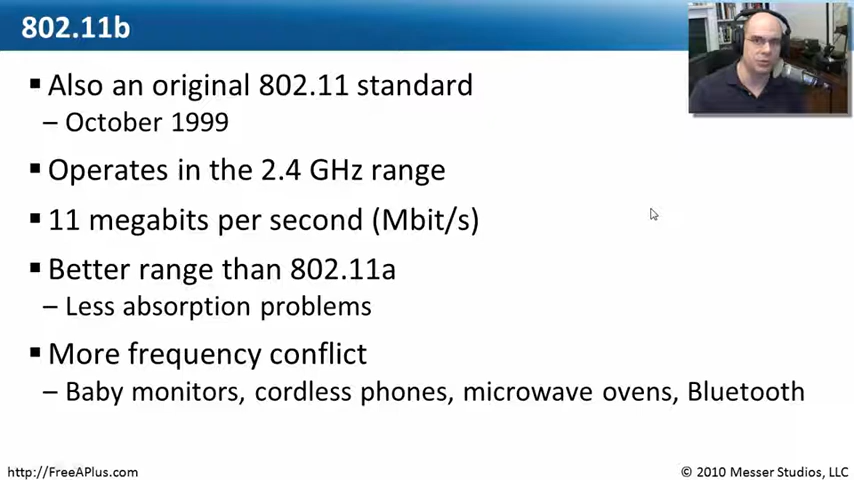 802.11b
▪ Also an original 802.11 standard
– October 1999
▪ Operates in the 2.4 GHz range
▪ 11 megabits per second (Mbit/s)
▪ Better range than 802.11a
– Less absorption problems
▪ More frequency conflict
– Baby monitors, cordless phones, microwave ovens, Bluetooth
http://FreeAPlus.com
© 2010 Messer Studios, LLC